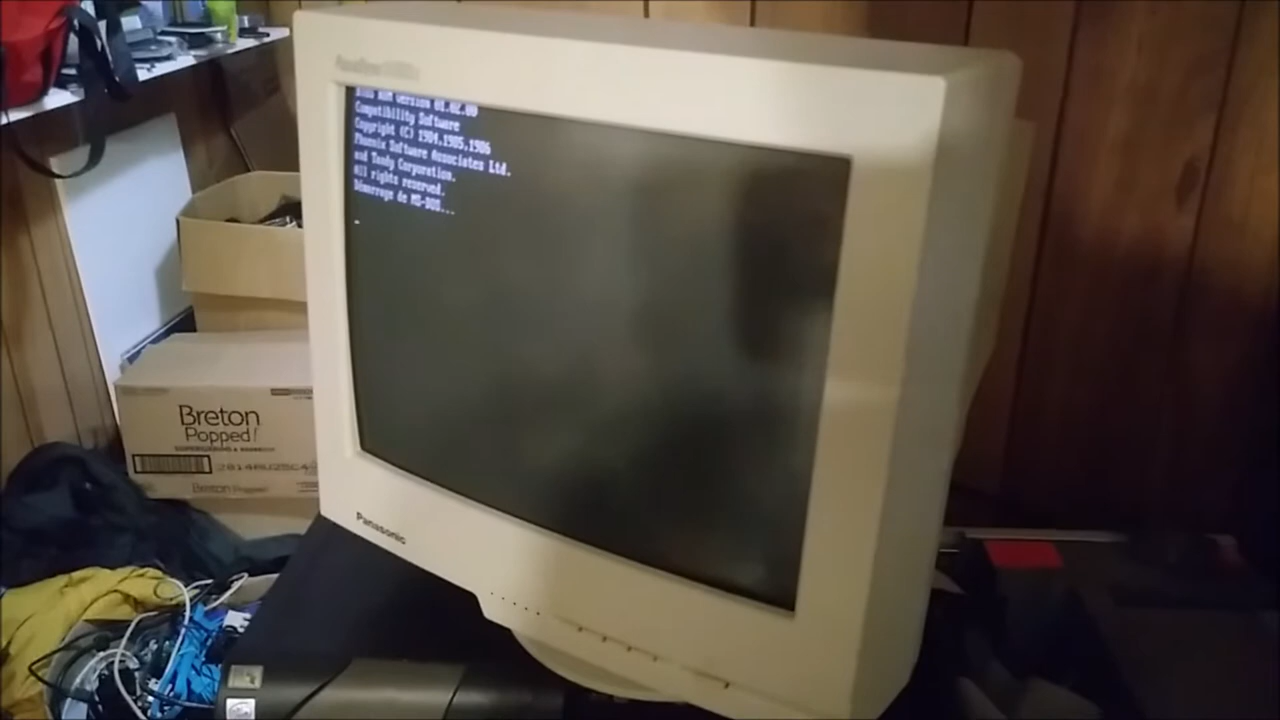 BIOS ROM version 01.02.00
Compatibility Software
Copyright (C) 1984,1985,1986
Phoenix Software Associates Ltd.
and Tandy Corporation.
All rights reserved.
Démarrage de MS-DOS...
Panasonic
Breton
Popped!
Breton Popped!